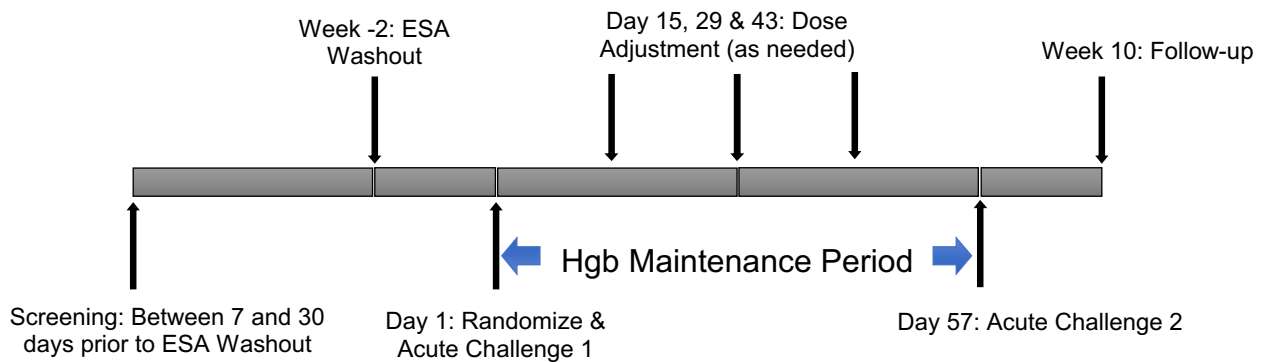 Week -2: ESA
Washout
Day 15, 29 & 43: Dose
Adjustment (as needed)
Week 10: Follow-up
Hgb Maintenance Period
Screening: Between 7 and 30
days prior to ESA Washout
Day 1: Randomize &
Acute Challenge 1
Day 57: Acute Challenge 2